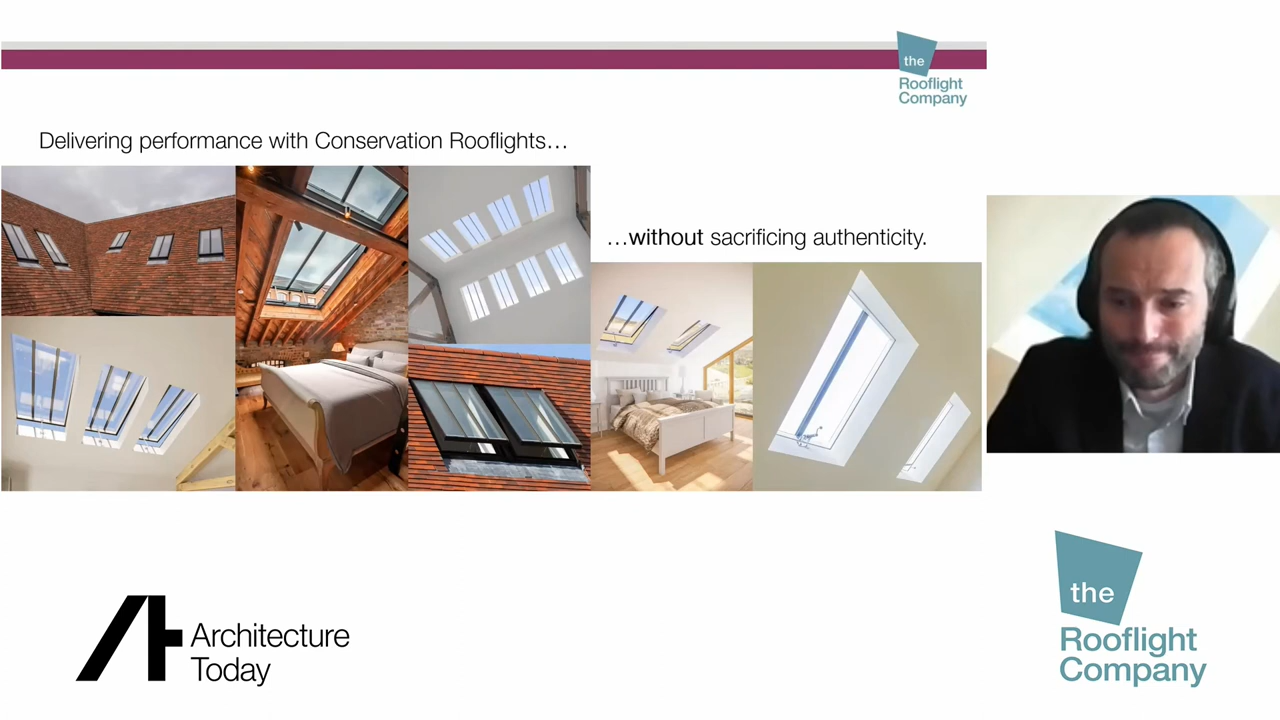 the
Rooflight
Company
Delivering performance with Conservation Rooflights…
…without sacrificing authenticity.
Architecture
Today
the
Rooflight
Company